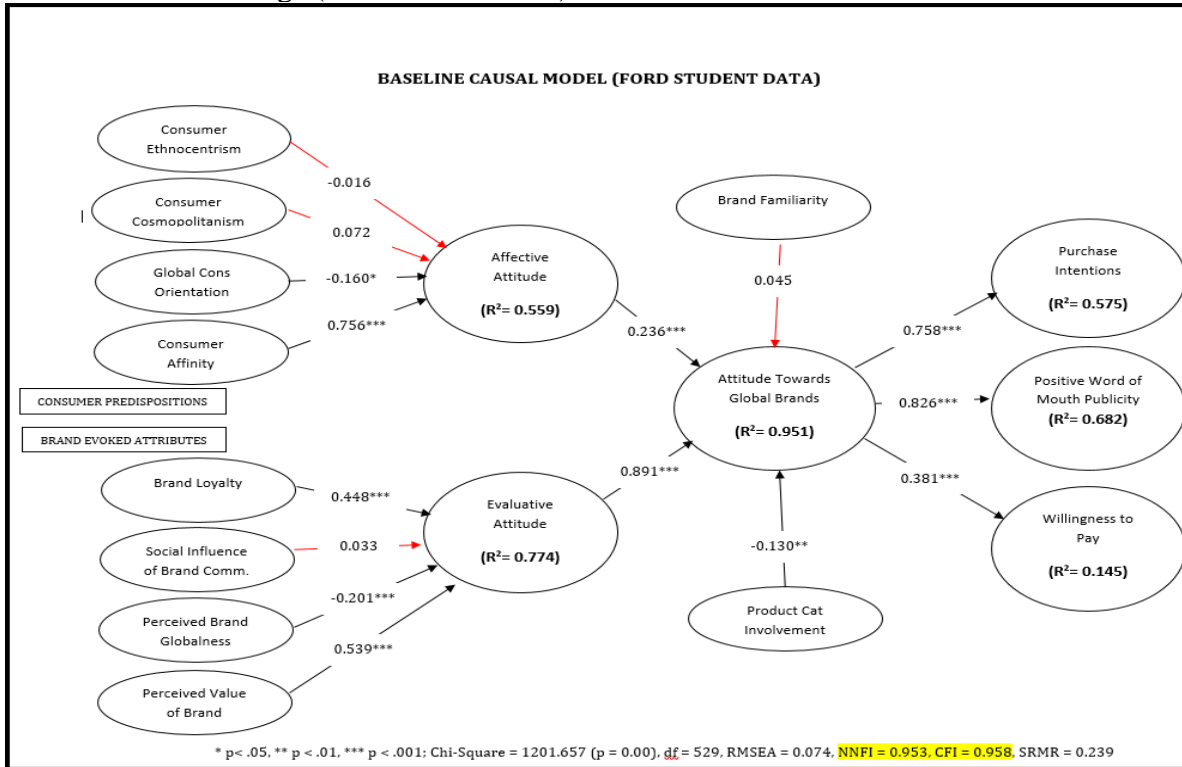 BASELINE CAUSAL MODEL (FORD STUDENT DATA)
Consumer
Ethnocentrism
-0.016
Consumer
Cosmopolitanism
0.072
Global Cons
Orientation
-0.160*
Consumer
Affinity
0.756***
Affective
Attitude
(R²= 0.559)
0.236***
Brand Familiarity
0.045
Attitude Towards
Global Brands
(R²= 0.951)
Purchase
Intentions
(R²= 0.575)
0.758***
Positive Word of
Mouth Publicity
(R²= 0.682)
0.826***
0.381***
Willingness to
Pay
(R²= 0.145)
CONSUMER PREDISPOSITIONS
BRAND EVOKED ATTRIBUTES
Brand Loyalty
0.448***
Social Influence
of Brand Comm.
0.033
Perceived Brand
Globalness
-0.201***
Perceived Value
of Brand
0.539***
Evaluative
Attitude
(R²= 0.774)
0.891***
-0.130**
Product Cat
Involvement
* p< .05, ** p < .01, *** p < .001; Chi-Square = 1201.657 (p = 0.00), df = 529, RMSEA = 0.074, NNFI = 0.953, CFI = 0.958, SRMR = 0.239